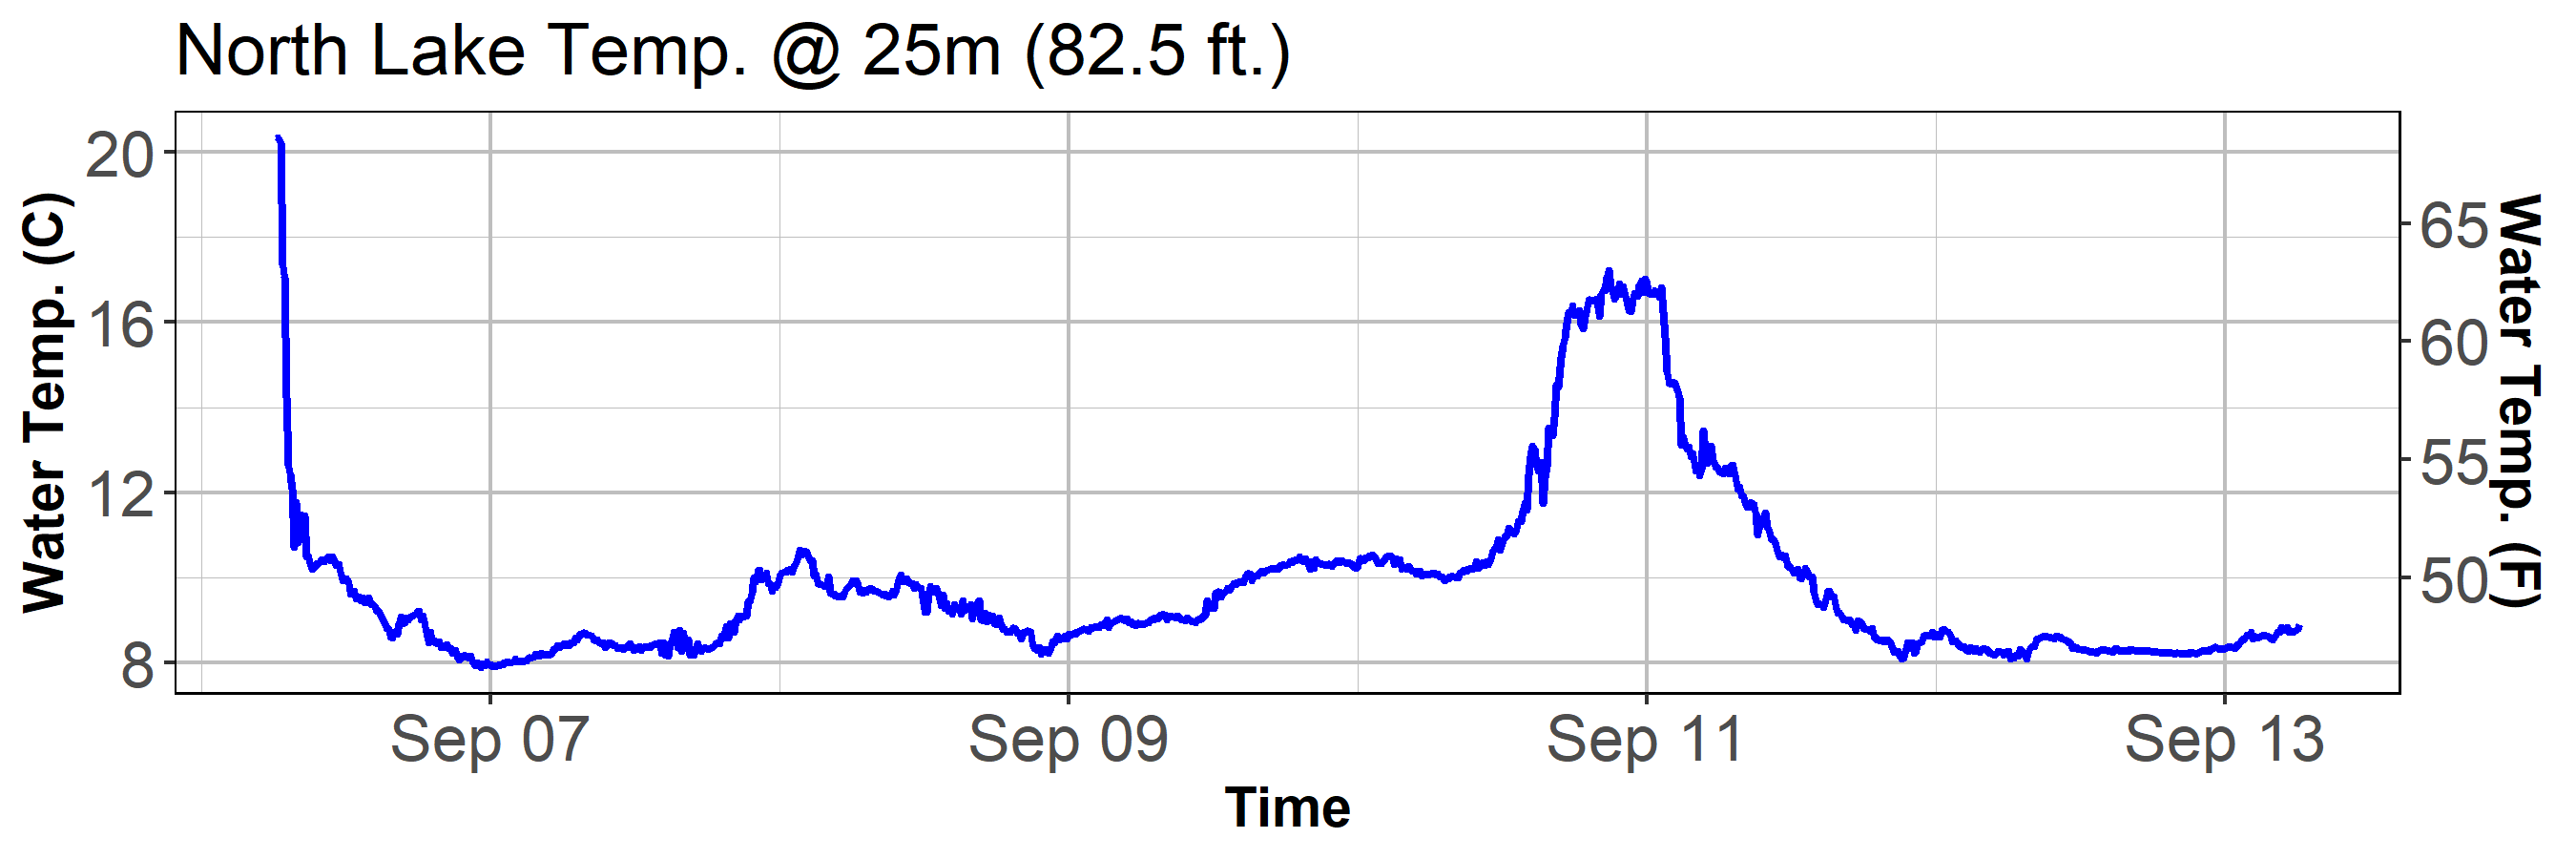 North Lake Temp. @ 25m (82.5 ft.)
Water Temp. (C)
20
16
12
8
65
60
55
50
Water Temp. (F)
Sep 07
Sep 09
Sep 11
Sep 13
Time